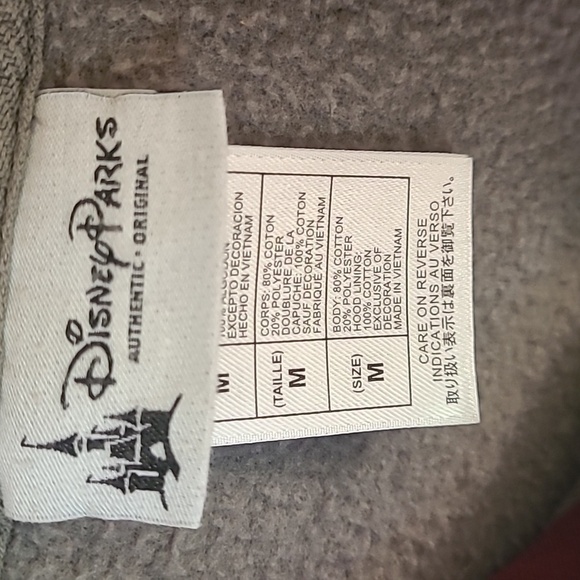 Disney Parks
AUTHENTIC • ORIGINAL
M
EXCEPTO DECORACION
HECHO EN VIETNAM
(TAILLE)
M
CORPS: 80% COTON
20% POLYESTER
DOUBLURE DE LA
CAPUCHE: 100% COTON
SAUF DECORATION
FABRIQUÉ AU VIETNAM
(SIZE)
M
BODY: 80% COTTON
20% POLYESTER
HOOD LINING:
100% COTTON
EXCLUSIVE OF
DECORATION
MADE IN VIETNAM
CARE ON REVERSE
INDICATIONS AU VERSO
取り扱い表示は裏面を御覧下さい。